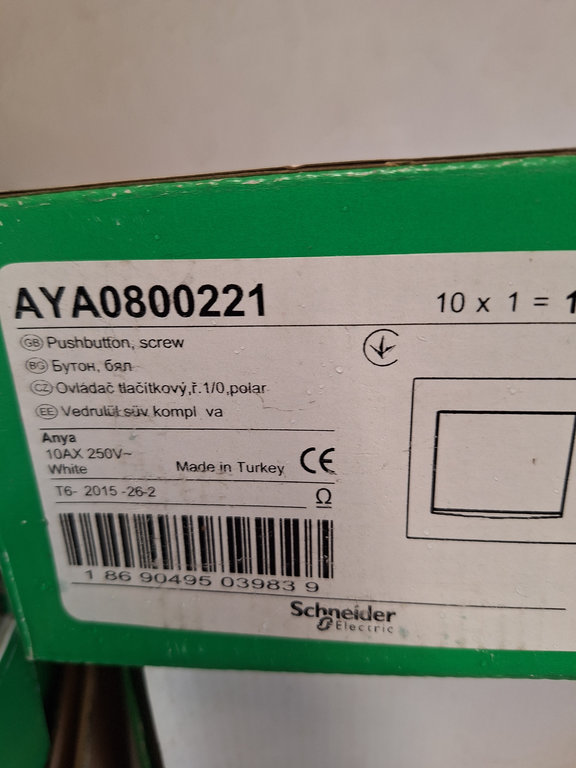 AYA0800221
10 x 1 = 1
GB Pushbutton, screw
BG Бутон, бял
CZ Ovládač tlačítkový,ř.1/0,polar
EE Vedrulül.süv. kompl va
Anya
10AX 250V~
White
Made in Turkey CE
T6- 2015 -26-2
Ω
1 86 90495 03983 9
Schneider
Electric